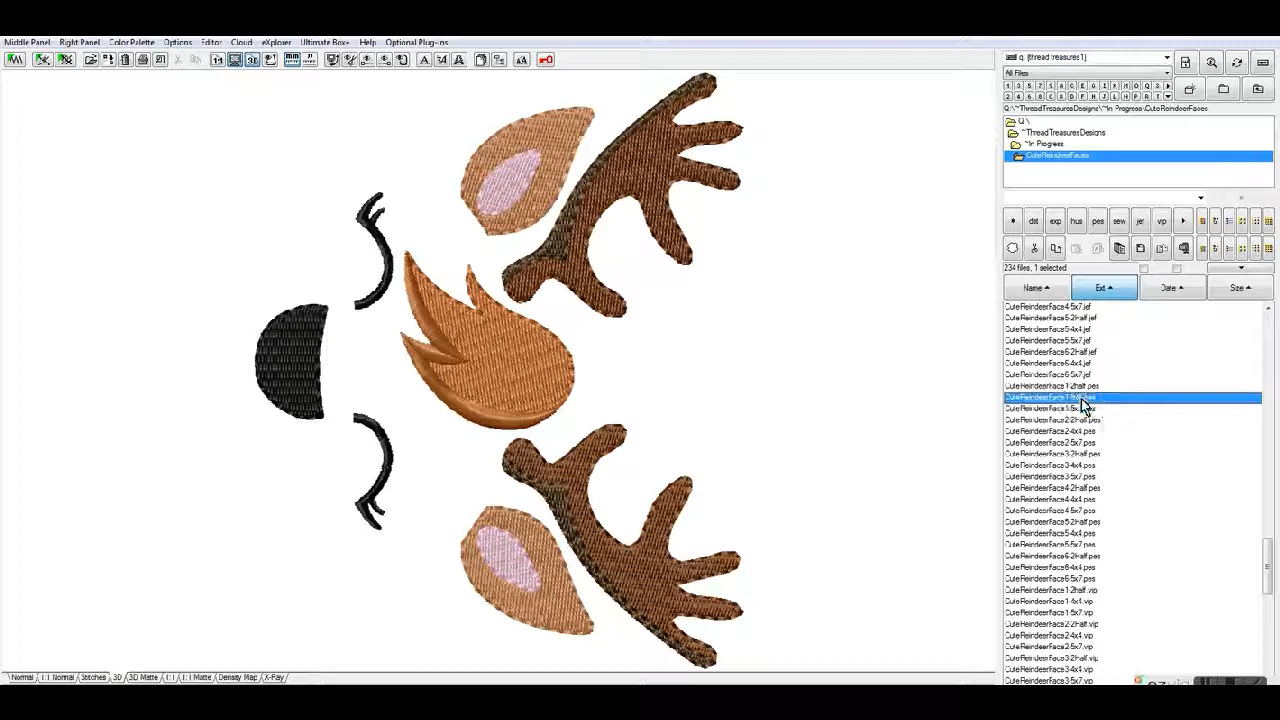 Middle Panel Right Panel Color Palette Options Editor Cloud eXplorer Ultimate Box+ Help Optional Plug-ins
q: [threadtreasures1]
All Files
Q:\~ThreadTreasuresDesigns\~In Progress\CuteReindeerFaces
Q:\
~ThreadTreasuresDesigns
~In Progress
CuteReindeerFaces
* dst exp hus pes sew jef vip
234 files, 1 selected
Name Ext Date Size
CuteReindeerFace4-5x7.jef
CuteReindeerFace5-2Half.jef
CuteReindeerFace5-4x4.jef
CuteReindeerFace5-5x7.jef
CuteReindeerFace6-2Half.jef
CuteReindeerFace6-4x4.jef
CuteReindeerFace6-5x7.jef
CuteReindeerFace1-2half.pes
CuteReindeerFace2-2Half.pes
CuteReindeerFace2-4x4.pes
CuteReindeerFace2-5x7.pes
CuteReindeerFace3-2Half.pes
CuteReindeerFace3-4x4.pes
CuteReindeerFace3-5x7.pes
CuteReindeerFace4-2Half.pes
CuteReindeerFace4-4x4.pes
CuteReindeerFace4-5x7.pes
CuteReindeerFace5-2Half.pes
CuteReindeerFace5-4x4.pes
CuteReindeerFace5-5x7.pes
CuteReindeerFace6-2Half.pes
CuteReindeerFace6-4x4.pes
CuteReindeerFace6-5x7.pes
CuteReindeerFace1-2half.vip
CuteReindeerFace1-4x4.vip
CuteReindeerFace1-5x7.vip
CuteReindeerFace2-2Half.vip
CuteReindeerFace2-4x4.vip
CuteReindeerFace2-5x7.vip
CuteReindeerFace3-2Half.vip
CuteReindeerFace3-4x4.vip
CuteReindeerFace3-5x7.vip
Normal 1:1 Normal Stitches 3D 3D Matte 1:1 1:1 Matte Density Map X-Ray